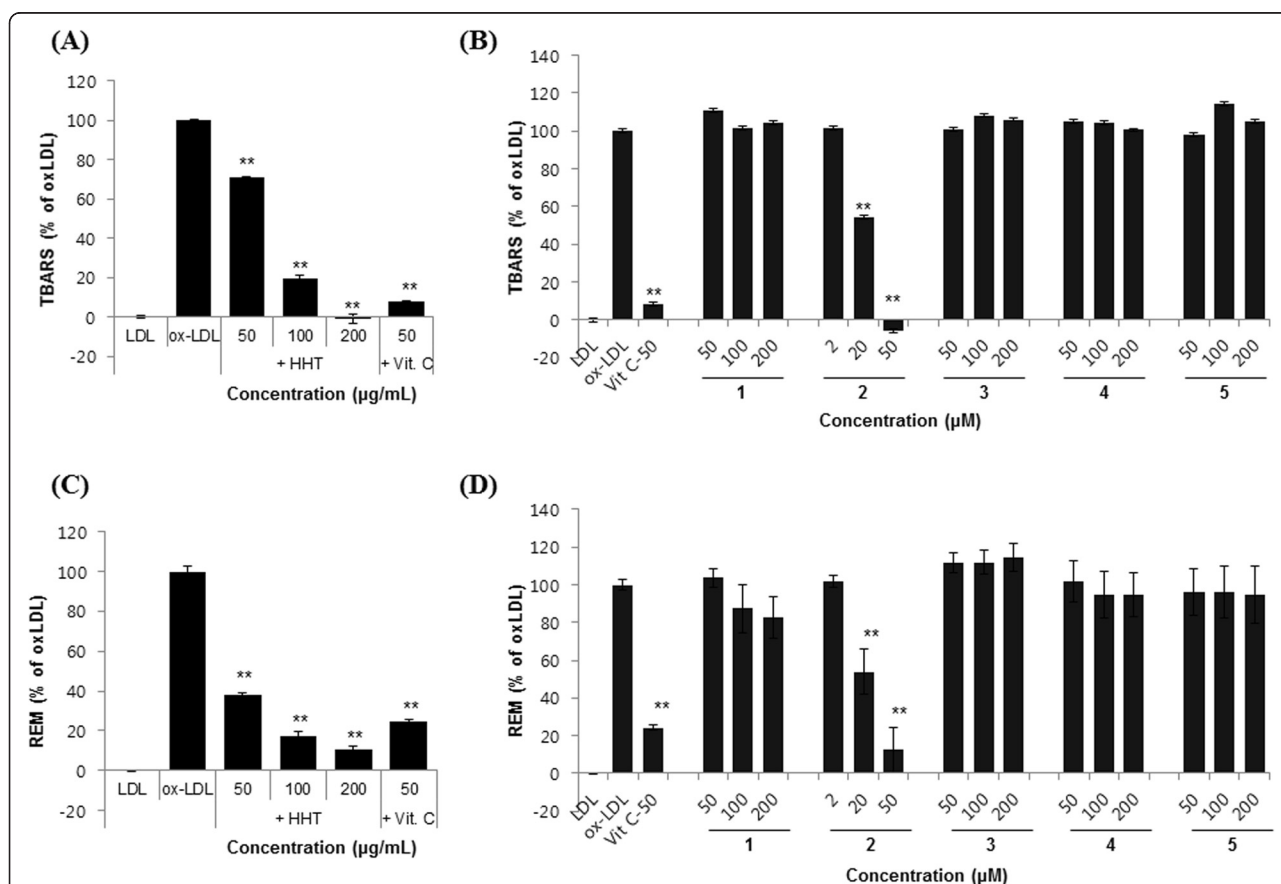 (A)
TBARS (% of oxLDL)
120
100
80
60
40
20
0
-20
**
**
**
**
LDL ox-LDL 50 100 200 50
+ HHT + Vit. C
Concentration (µg/mL)
(B)
TBARS (% of oxLDL)
140
120
100
80
60
40
20
0
-20
**
**
**
LDL ox-LDL Vit C-50 50 100 200 2 20 50 50 100 200 50 100 200 50 100 200
1 2 3 4 5
Concentration (µM)
(C)
REM (% of oxLDL)
120
100
80
60
40
20
0
-20
**
**
**
**
LDL ox-LDL 50 100 200 50
+ HHT + Vit. C
Concentration (µg/mL)
(D)
REM (% of oxLDL)
140
120
100
80
60
40
20
0
-20
**
**
**
LDL ox-LDL Vit C-50 50 100 200 2 20 50 50 100 200 50 100 200 50 100 200
1 2 3 4 5
Concentration (µM)